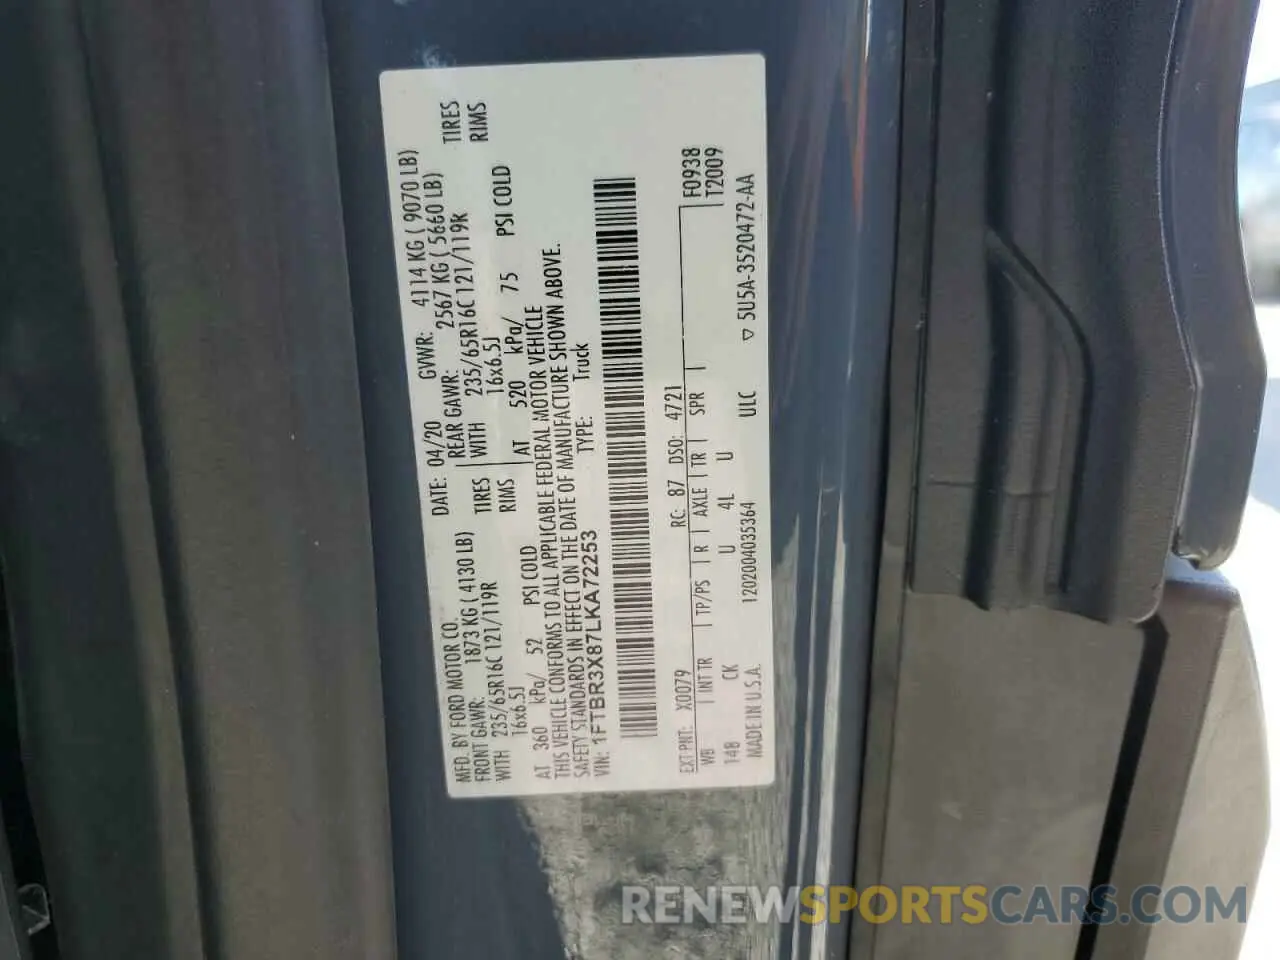 MFD. BY FORD MOTOR CO.
DATE: 04/20 GVWR: 4114 KG ( 9070 LB)
FRONT GAWR: 1873 KG ( 4130 LB) REAR GAWR: 2567 KG ( 5660 LB)
WITH 235/65R16C 121/119R TIRES WITH 235/65R16C 121/119R TIRES
16x6.5J RIMS 16x6.5J RIMS
AT 360 kPa/ 52 PSI COLD AT 520 kPa/ 75 PSI COLD
THIS VEHICLE CONFORMS TO ALL APPLICABLE FEDERAL MOTOR VEHICLE
SAFETY STANDARDS IN EFFECT ON THE DATE OF MANUFACTURE SHOWN ABOVE.
VIN: 1FTBR3X87LKA72253 TYPE: Truck
EXT PNT: X0079 RC: 87 DSO: 4721 F0938
WB INT TR TP/PS R AXLE TR SPR T2009
148 CK U 4L U
MADE IN U.S.A. 120200403​5364 ULC ▽ 5U5A-3520472-AA
RENEWSPORTSCARS.COM